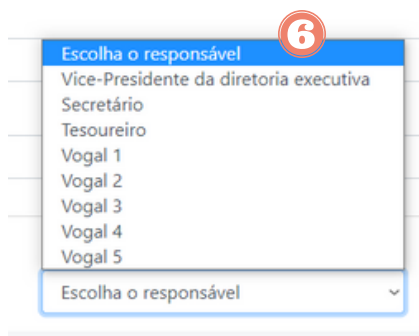 6
Escolha o responsável
Vice-Presidente da diretoria executiva
Secretário
Tesoureiro
Vogal 1
Vogal 2
Vogal 3
Vogal 4
Vogal 5
Escolha o responsável